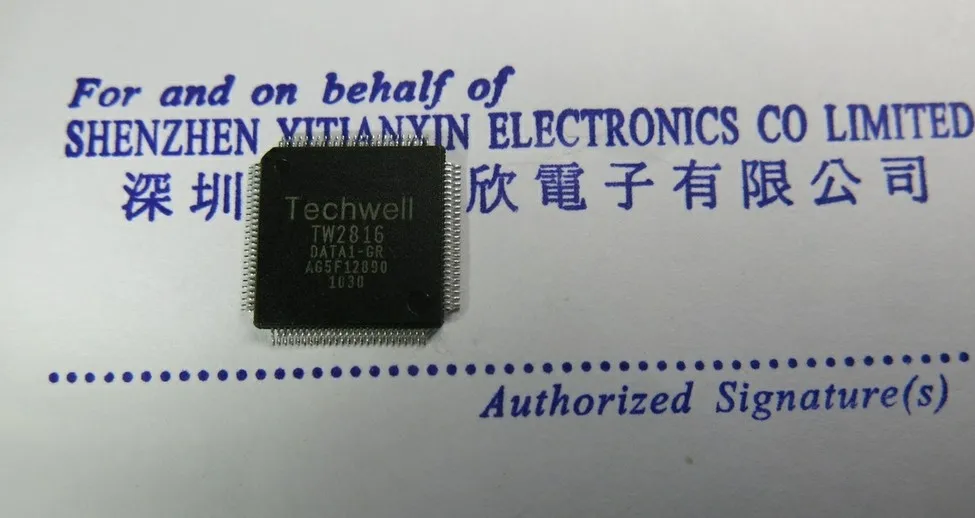 For and on behalf of
SHENZHEN YITIANXIN ELECTRONICS CO LIMITED
深圳 欣電子有限公司
Techwell
TW2816
DATA1-GR
AG5F12890
1030
Authorized Signature(s)